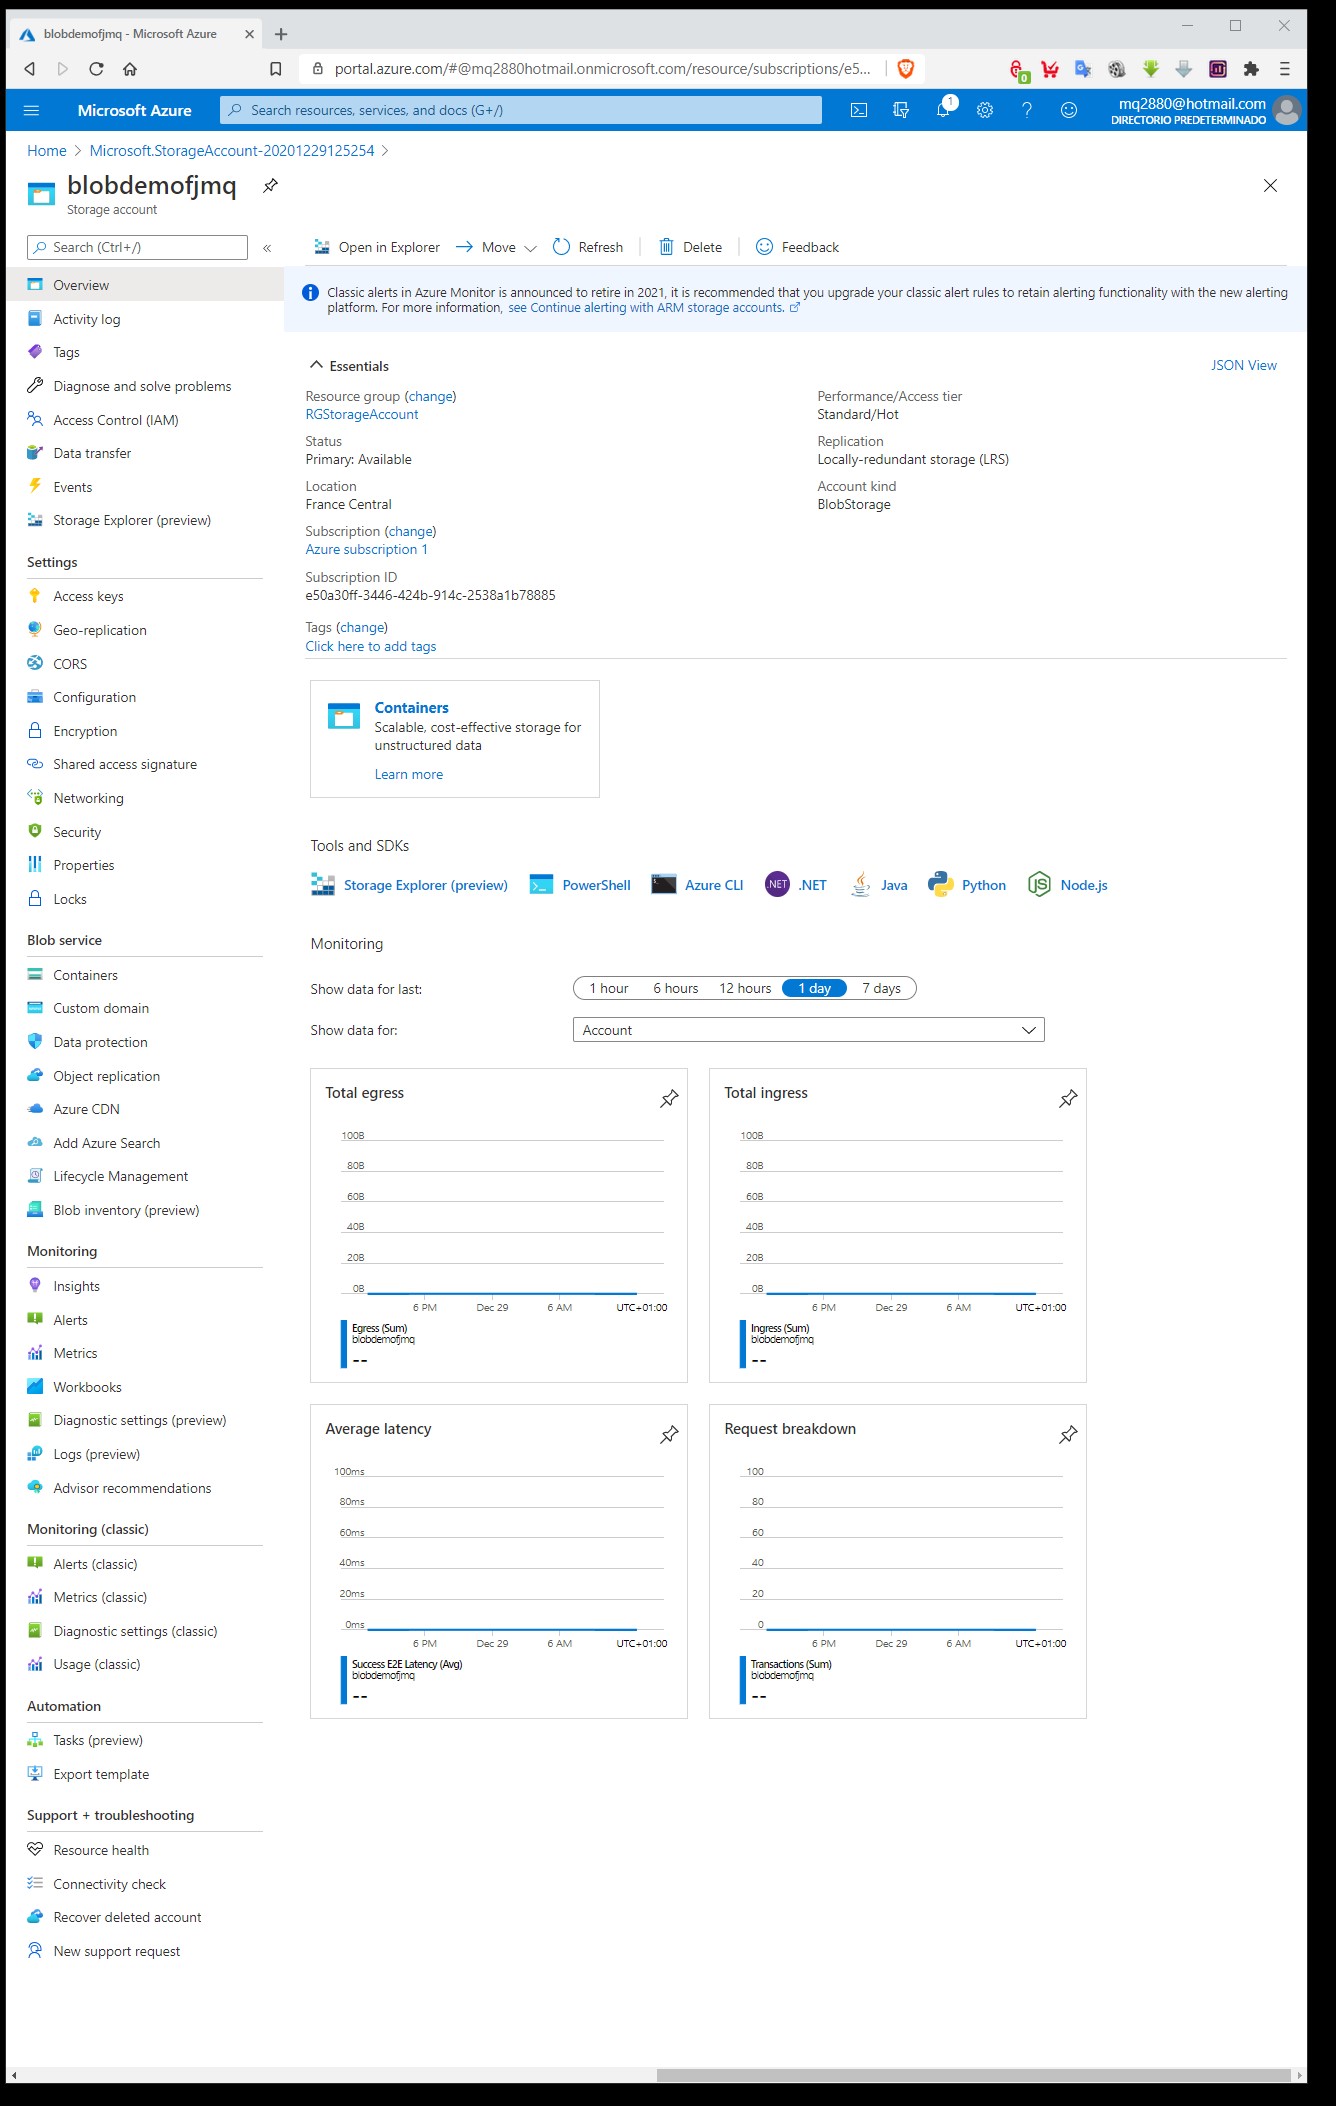 blobdemofjmq - Microsoft Azure
portal.azure.com/#@mq2880hotmail.onmicrosoft.com/resource/subscriptions/e5...
0
Microsoft Azure
Search resources, services, and docs (G+/)
1
mq2880@hotmail.com
DIRECTORIO PREDETERMINADO
Home > Microsoft.StorageAccount-20201229125254 >
blobdemofjmq
Storage account
Search (Ctrl+/)
«
Open in Explorer
Move
Refresh
Delete
Feedback
Overview
Activity log
Tags
Diagnose and solve problems
Access Control (IAM)
Data transfer
Events
Storage Explorer (preview)
Settings
Access keys
Geo-replication
CORS
Configuration
Encryption
Shared access signature
Networking
Security
Properties
Locks
Blob service
Containers
Custom domain
Data protection
Object replication
Azure CDN
Add Azure Search
Lifecycle Management
Blob inventory (preview)
Monitoring
Insights
Alerts
Metrics
Workbooks
Diagnostic settings (preview)
Logs (preview)
Advisor recommendations
Monitoring (classic)
Alerts (classic)
Metrics (classic)
Diagnostic settings (classic)
Usage (classic)
Automation
Tasks (preview)
Export template
Support + troubleshooting
Resource health
Connectivity check
Recover deleted account
New support request
Classic alerts in Azure Monitor is announced to retire in 2021, it is recommended that you upgrade your classic alert rules to retain alerting functionality with the new alerting
platform. For more information, see Continue alerting with ARM storage accounts.
Essentials
JSON View
Resource group (change)
RGStorageAccount
Status
Primary: Available
Location
France Central
Subscription (change)
Azure subscription 1
Subscription ID
e50a30ff-3446-424b-914c-2538a1b78885
Tags (change)
Click here to add tags
Performance/Access tier
Standard/Hot
Replication
Locally-redundant storage (LRS)
Account kind
BlobStorage
Containers
Scalable, cost-effective storage for
unstructured data
Learn more
Tools and SDKs
Storage Explorer (preview)
PowerShell
Azure CLI
.NET
.NET
Java
Python
JS
Node.js
Monitoring
Show data for last:
1 hour 6 hours 12 hours 1 day 7 days
Show data for:
Account
Total egress
100B
80B
60B
40B
20B
0B
6 PM Dec 29 6 AM UTC+01:00
Egress (Sum)
blobdemofjmq
--
Total ingress
100B
80B
60B
40B
20B
0B
6 PM Dec 29 6 AM UTC+01:00
Ingress (Sum)
blobdemofjmq
--
Average latency
100ms
80ms
60ms
40ms
20ms
0ms
6 PM Dec 29 6 AM UTC+01:00
Success E2E Latency (Avg)
blobdemofjmq
--
Request breakdown
100
80
60
40
20
0
6 PM Dec 29 6 AM UTC+01:00
Transactions (Sum)
blobdemofjmq
--